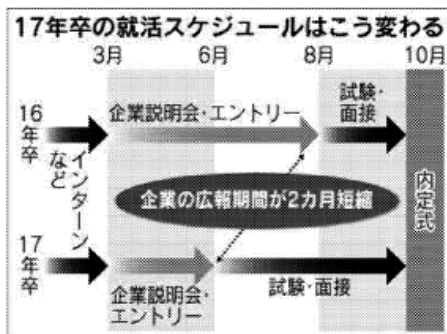 17年卒の就活スケジュールはこう変わる
3月 6月 8月 10月
16年卒
企業説明会・エントリー
試験・面接
インターンなど
企業の広報期間が2カ月短縮
内定式
17年卒
企業説明会・
エントリー
試験・面接